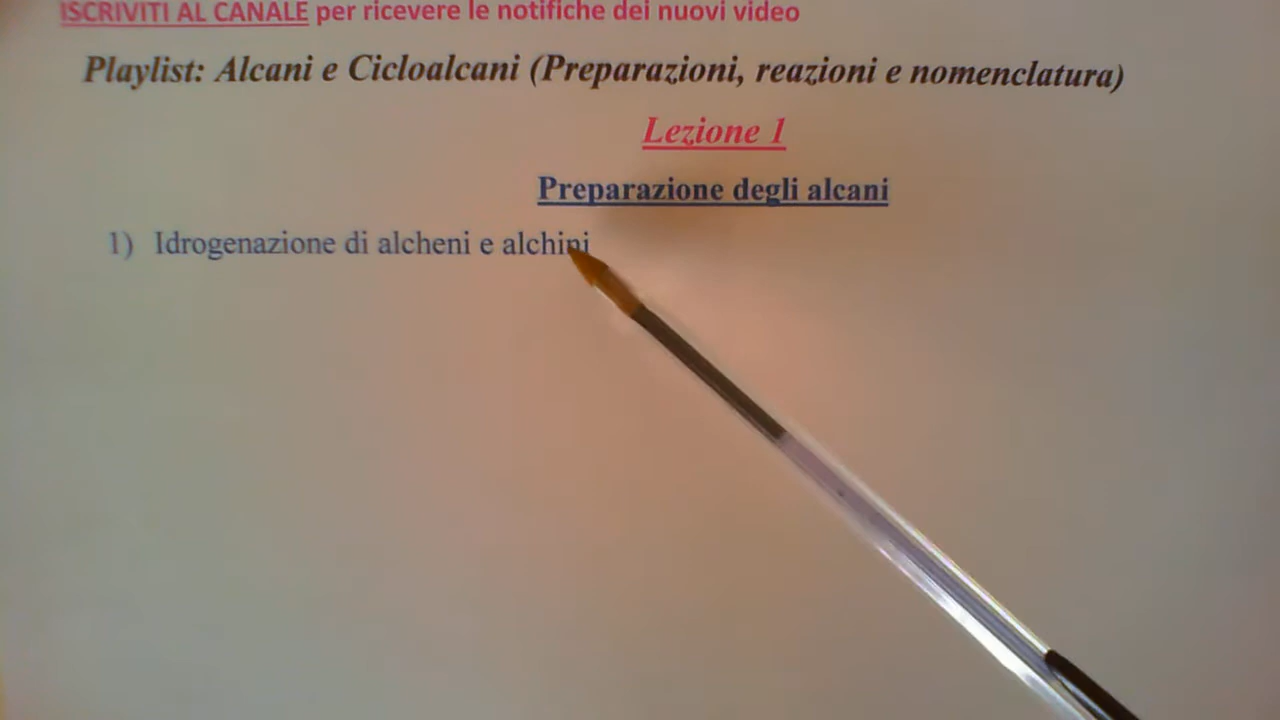 ISCRIVITI AL CANALE per ricevere le notifiche dei nuovi video
Playlist: Alcani e Cicloalcani (Preparazioni, reazioni e nomenclatura)
Lezione 1
Preparazione degli alcani
1) Idrogenazione di alcheni e alchini